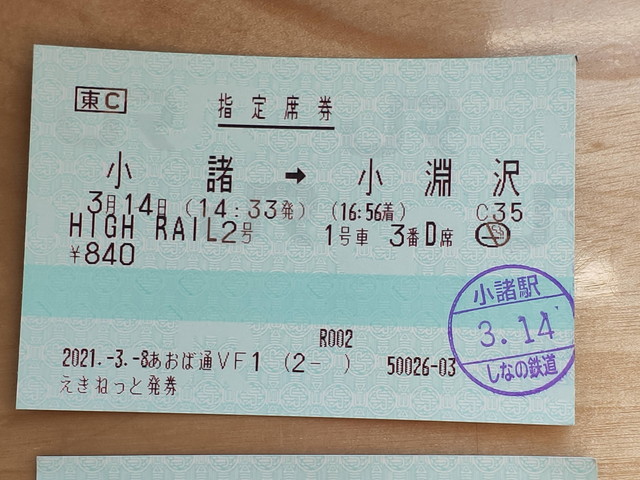 東C
指定席券
小諸 → 小淵沢
3月14日 (14:33発) (16:56着) C35
HIGH RAIL2号 1号車 3番D席
¥840
R002
2021.-3.-8あおば通VF1 (2- ) 50026-03
えきねっと発券
小諸駅
3.14
しなの鉄道